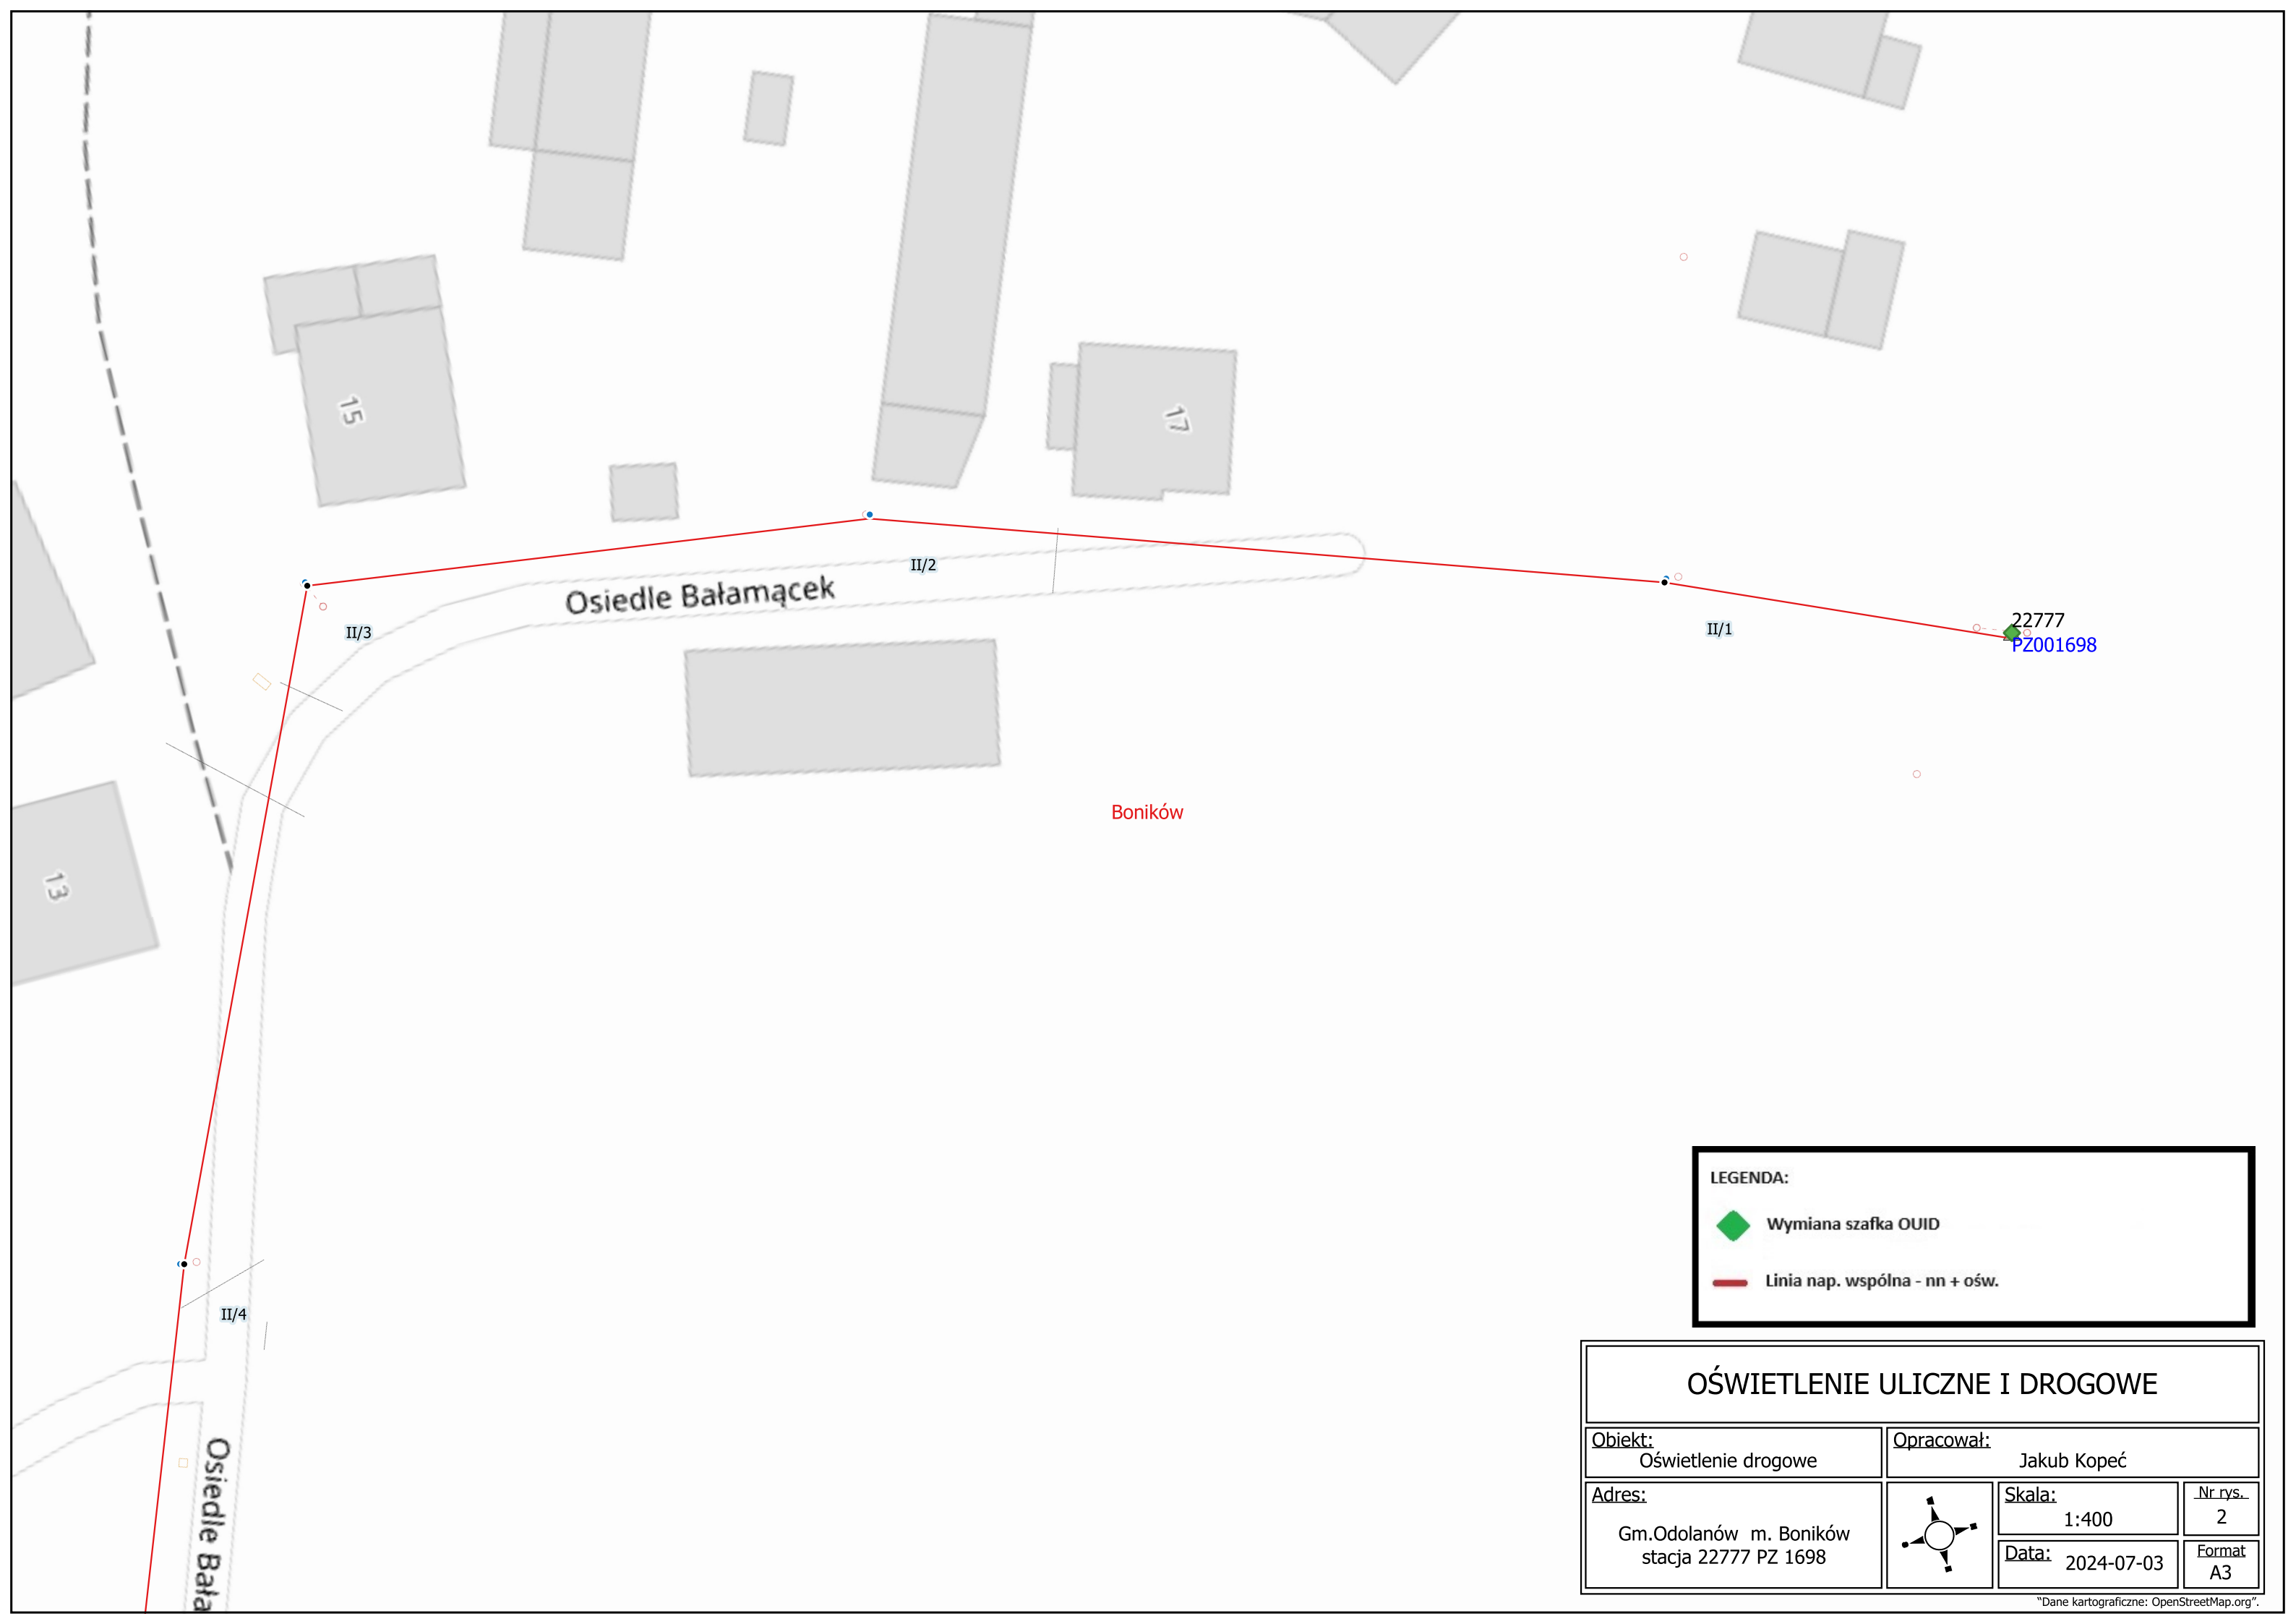 15
17
II/2
Osiedle Bałamącek
II/3
II/1
22777
PZ001698
Boników
13
II/4
Osiedle Bała
LEGENDA:
Wymiana szafka OUID
Linia nap. wspólna - nn + ośw.
OŚWIETLENIE ULICZNE I DROGOWE
Obiekt:
Oświetlenie drogowe
Opracował:
Jakub Kopeć
Adres:
Gm.Odolanów m. Boników
stacja 22777 PZ 1698
Skala:
1:400
Nr rys.
2
Data: 2024-07-03
Format
A3
"Dane kartograficzne: OpenStreetMap.org".